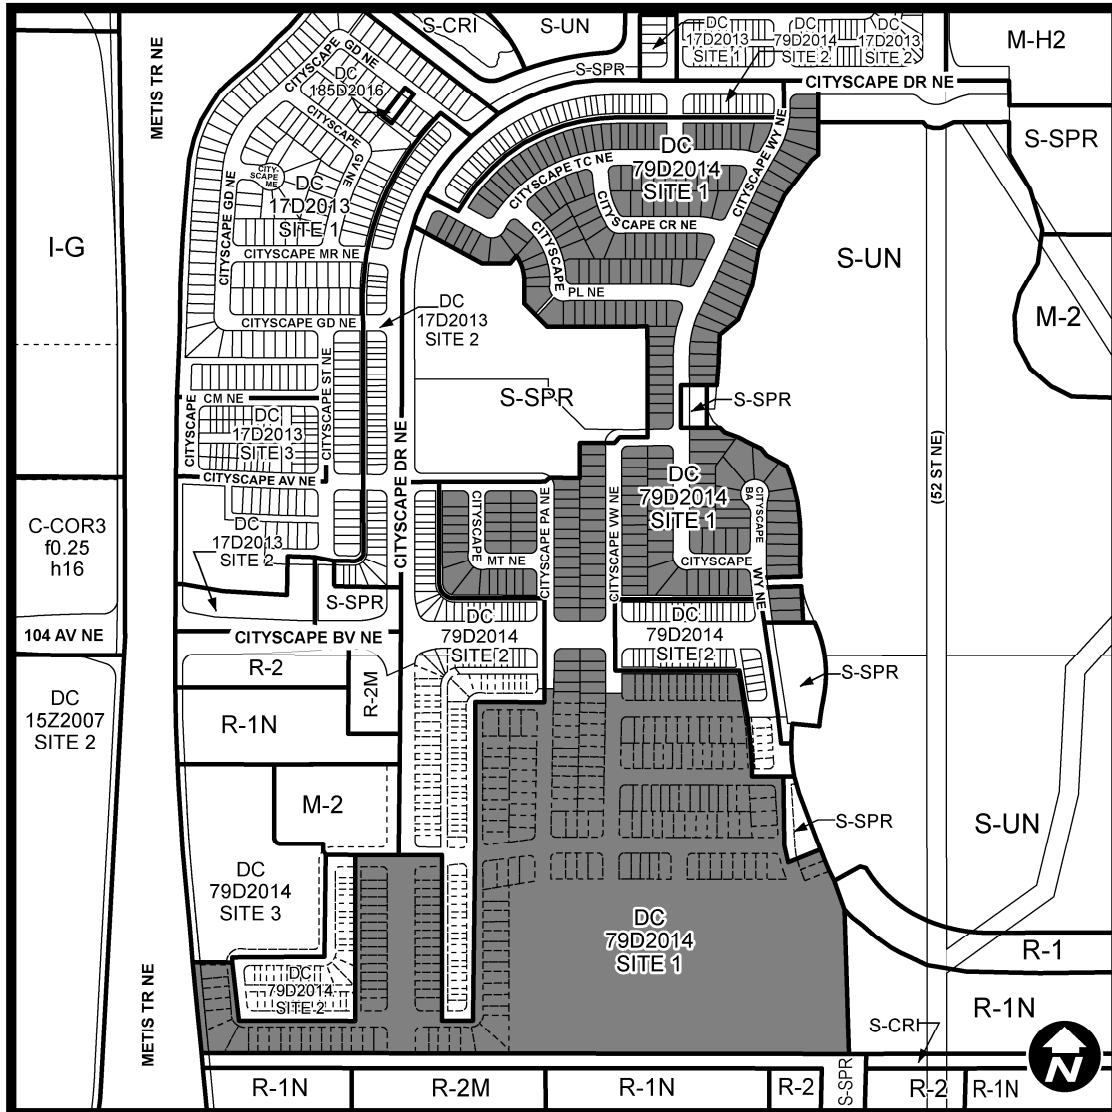 METIS TR NE
S-CRI
S-UN
S-SPR
DC
17D2013
SITE 1
DC
79D2014
SITE 2
DC
17D2013
SITE 2
M-H2
CITYSCAPE DR NE
CITYSCAPE
GD NE
DC
185D2016
CITYSCAPE
GV NE
CITY-
SCAPE
ME
CITYSCAPE GD NE
DC
17D2013
SITE 1
CITYSCAPE MR NE
CITYSCAPE GD NE
CITYSCAPE TC NE
DC
79D2014
SITE 1
CITYSCAPE WY NE
CITYS
CAPE CR NE
CITYSCAPE
PL NE
S-SPR
I-G
S-UN
M-2
DC
17D2013
SITE 2
S-SPR
S-SPR
CITYSCAPE ST NE
CM NE
CITYSCAPE
DC
17D2013
SITE 3
CITYSCAPE AV NE
CITYSCAPE DR NE
(52 ST NE)
C-COR3
f0.25
h16
DC
17D2013
SITE 2
CITYSCAPE
MT NE
CITYSCAPE PA NE
CITYSCAPE VW NE
DC
79D2014
SITE 1
CITYSCAPE
BA
CITYSCAPE
WY NE
S-SPR
104 AV NE
CITYSCAPE BV NE
DC
79D2014
SITE 2
DC
79D2014
SITE 2
R-2
R-2M
S-SPR
DC
15Z2007
SITE 2
R-1N
M-2
S-SPR
S-UN
DC
79D2014
SITE 3
DC
79D2014
SITE 1
R-1
DC
79D2014
SITE 2
METIS TR NE
R-1N
S-CRI
N
R-1N
R-2M
R-1N
R-2
S-SPR
R-2
R-1N